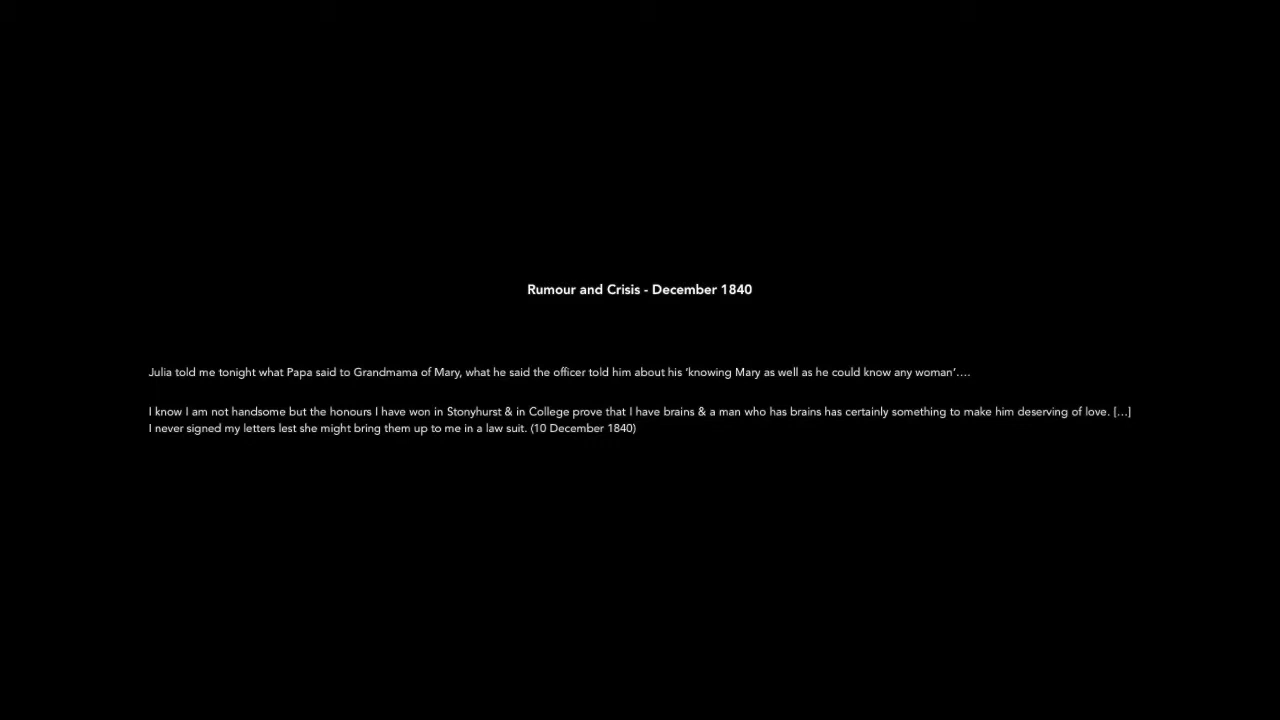 Rumour and Crisis - December 1840
Julia told me tonight what Papa said to Grandmama of Mary, what he said the officer told him about his ‘knowing Mary as well as he could know any woman’….
I know I am not handsome but the honours I have won in Stonyhurst & in College prove that I have brains & a man who has brains has certainly something to make him deserving of love. […]
I never signed my letters lest she might bring them up to me in a law suit. (10 December 1840)